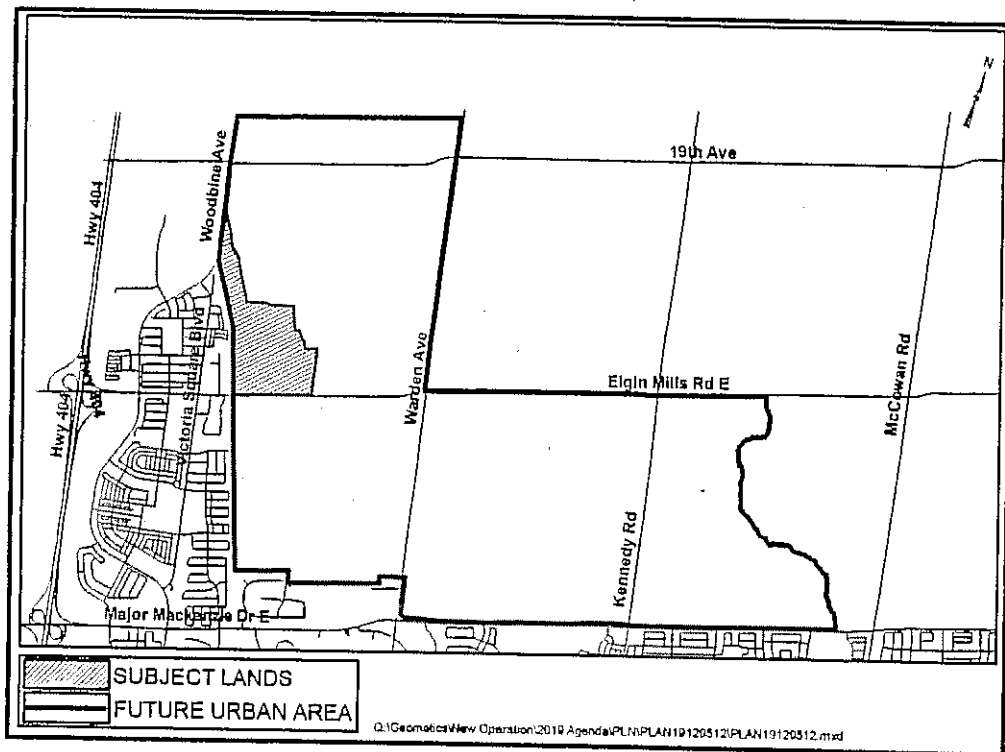 N
19th Ave
Woodbine Ave
Hwy 404
Victoria Square Blvd
Warden Ave
Elgin Mills Rd E
McCowan Rd
Hwy 404
Kennedy Rd
Major Mackenzie Dr E
SUBJECT LANDS
FUTURE URBAN AREA
Q:\Geomatics\New Operation\2019 Agenda\PLN\PLAN19120512\PLAN19120512.mxd